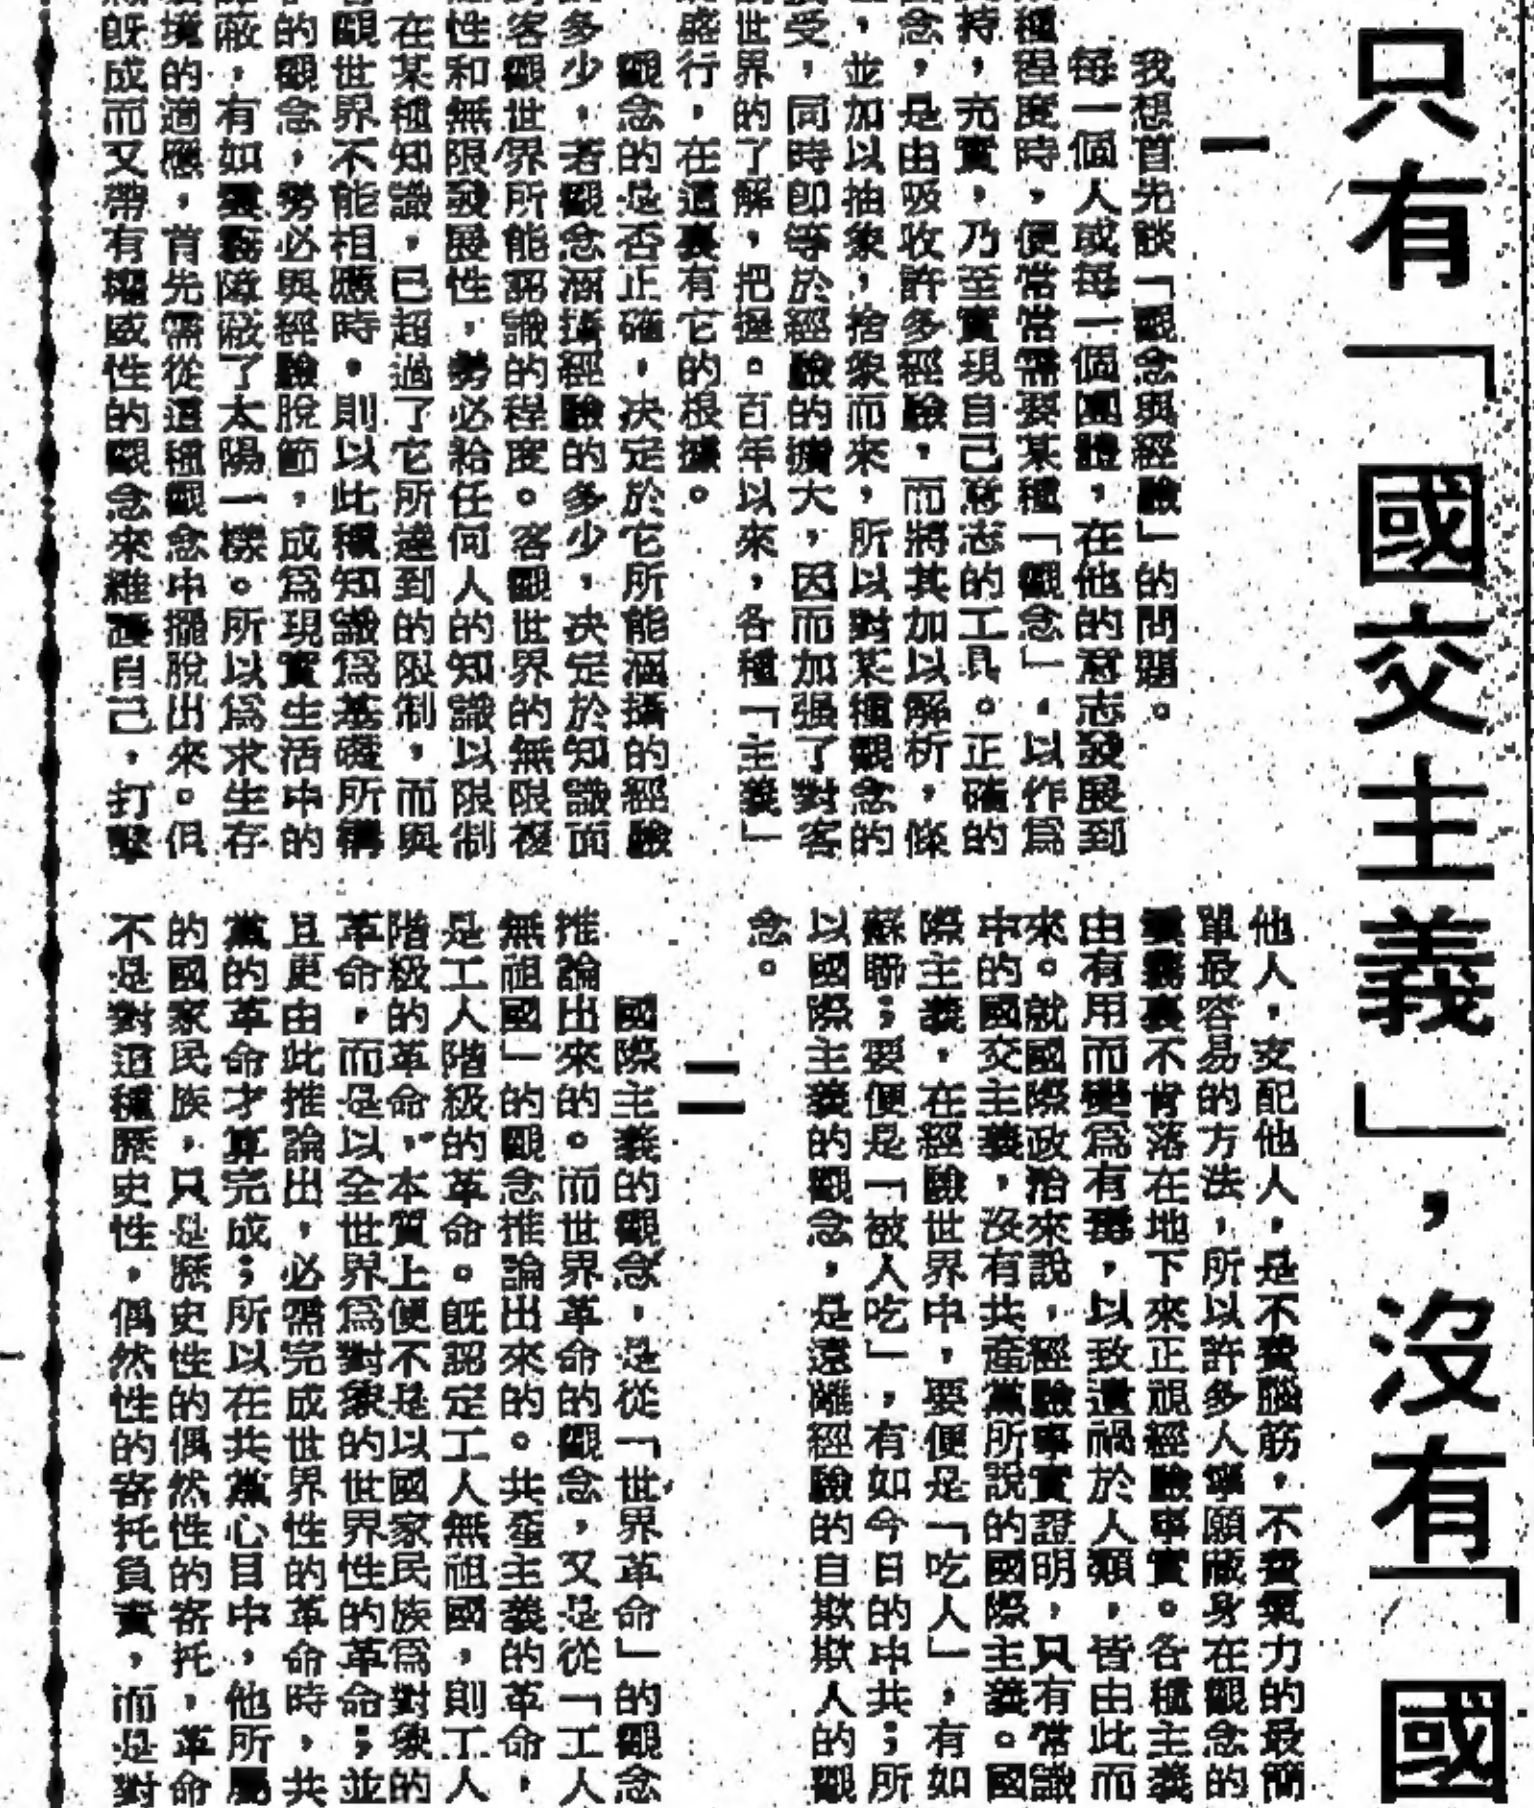 只有「國交主義」，沒有「國
一
我想首先談「觀念與經驗」的問題。
每一個人或每一個團體，在他的意志發展到
種程度時，便常常需要某種「觀念」，以作爲
持，充實，乃至實現自己意志的工具。正確的
念，是由吸收許多經驗，而將其加以解析，條
，並加以抽象，捨象而來，所以對某種觀念的
受，同時卽等於經驗的擴大，因而加强了對客
世界的了解，把握。百年以來，各種「主義」
盛行，在這裏有它的根據。
觀念的是否正確，决定於它所能涵攝的經驗
多少，若觀念涵攝經驗的多少，决定於知識而
客觀世界所能認識的程度。客觀世界的無限複
性和無限發展性，勢必給任何人的知識以限制
在某種知識，已超過了它所達到的限制，而與
觀世界不能相應時。則以此種知識爲基礎所構
的觀念，勢必與經驗脫節，成爲現實生活中的
蔽，有如雲霧障蔽了太陽一樣。所以爲求生存
境的適應，首先需從這種觀念中擺脫出來。但
旣成而又帶有權威性的觀念來維護自己，打擊
他人，支配他人，是不費腦筋，不費氣力的最簡
單最容易的方法，所以許多人寧願蔽身在觀念的
雲霧裏不肯落在地下來正視經驗事實。各種主義
由有用而變爲有毒，以致遺禍於人類，皆由此而
來。就國際政治來說，經驗事實證明，只有常識
中的國交主義，沒有共產黨所說的國際主義。國
際主義，在經驗世界中，要便是「吃人」，有如
蘇聯；要便是「被人吃」，有如今日的中共；所
以國際主義的觀念，是遠離經驗的自欺欺人的觀
念。
二
國際主義的觀念，是從「世界革命」的觀念
推論出來的。而世界革命的觀念，又是從「工人
無祖國」的觀念推論出來的。共產主義的革命，
是工人階級的革命。旣認定工人無祖國，則工人
階級的革命，本質上便不是以國家民族爲對象的
革命，而是以全世界爲對象的世界性的革命；並
且更由此推論出，必需完成世界性的革命時，共
黨的革命才算完成；所以在共黨心目中，他所屬
的國家民族，只是歷史性的偶然性的寄托，革命
不是對這種歷史性，偶然性的寄托負責，而是對